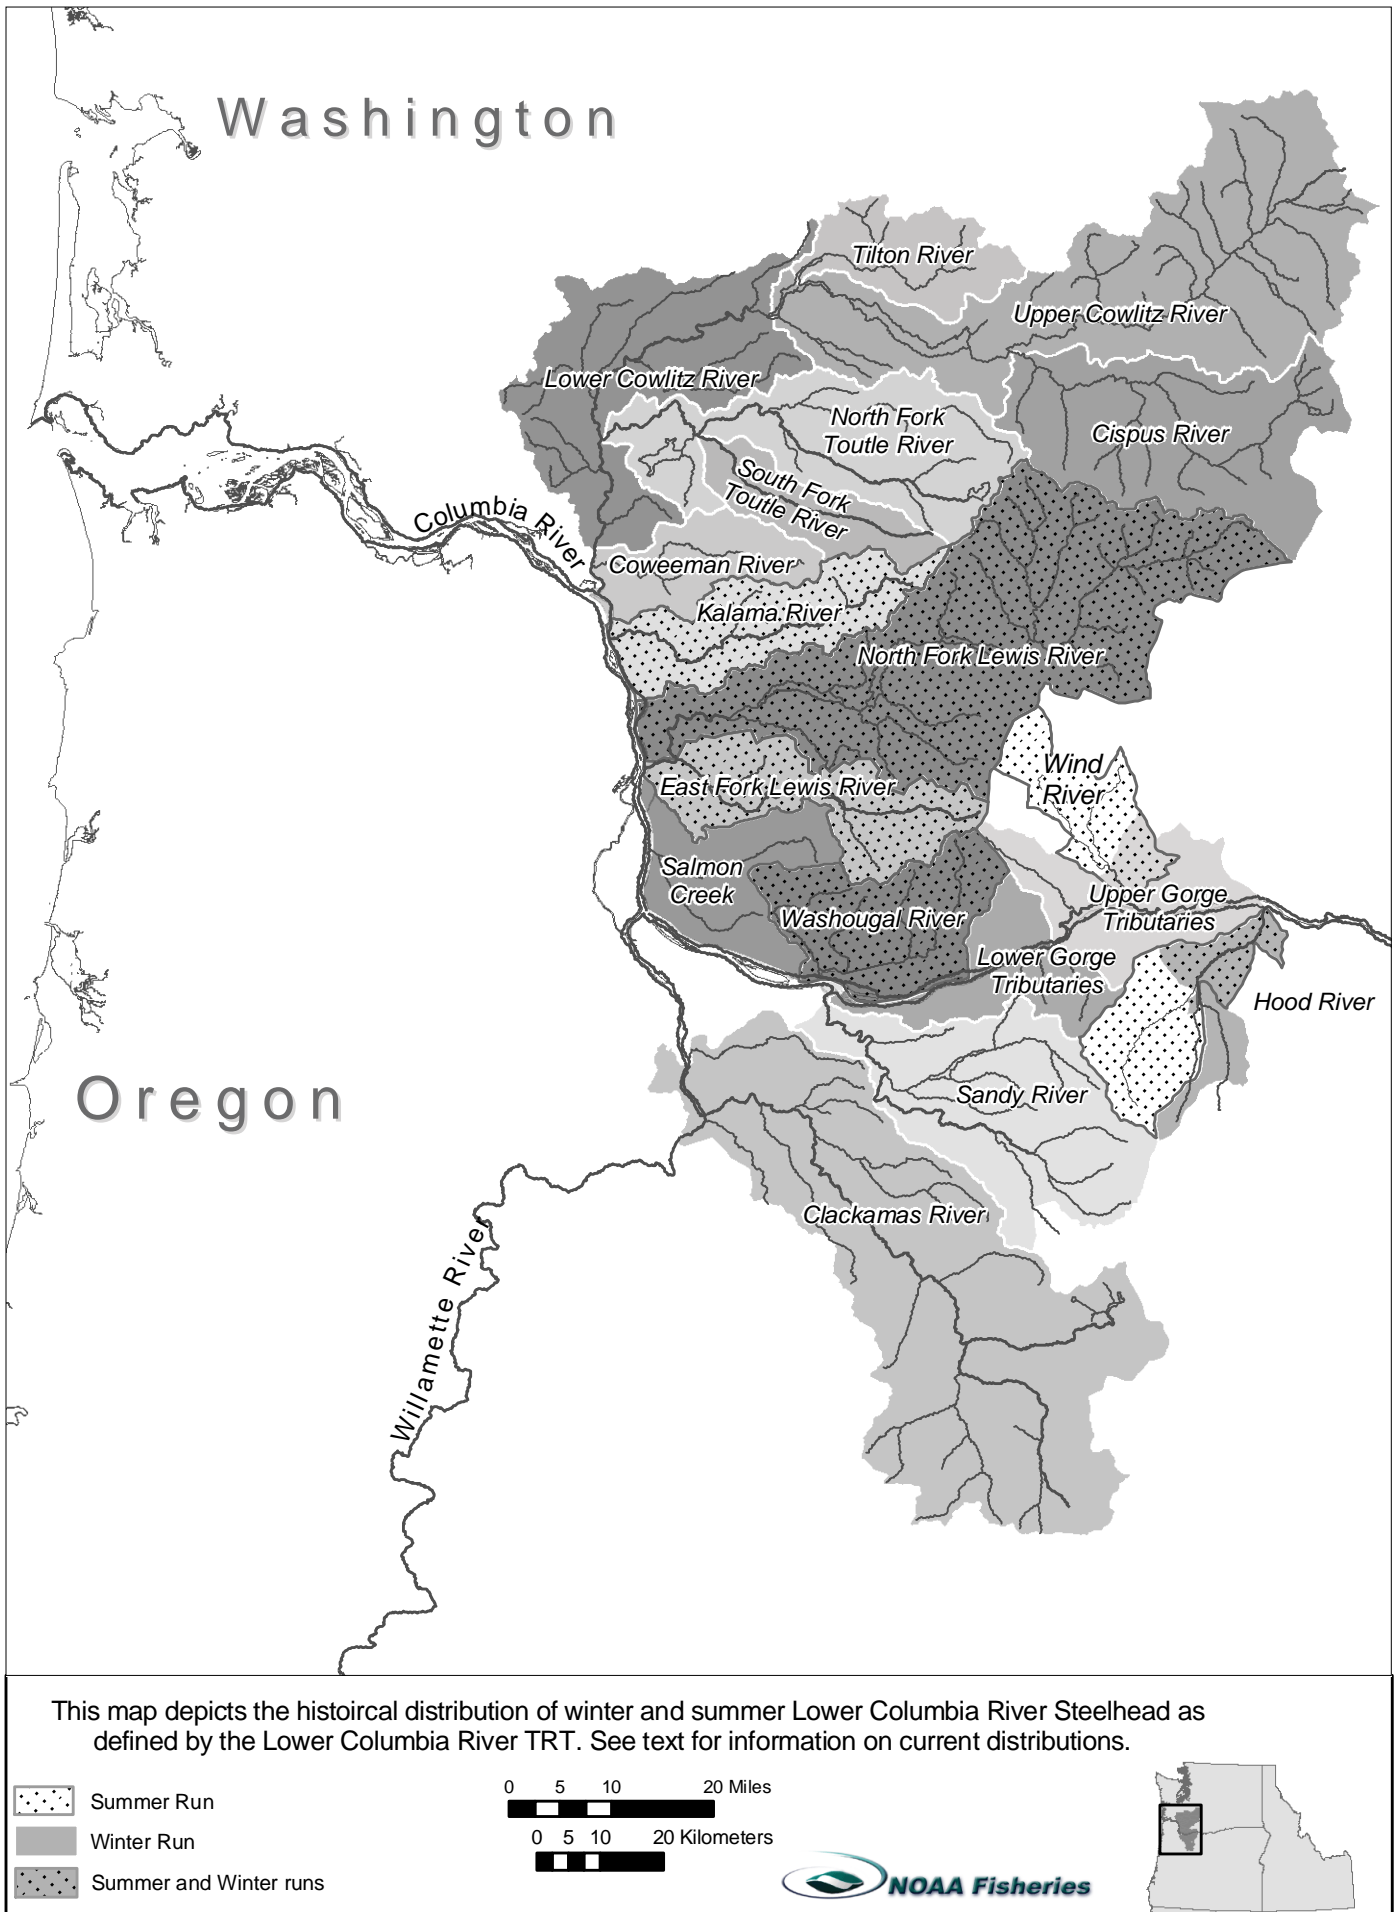 Washington
Tilton River
Upper Cowlitz River
Lower Cowlitz River
North Fork
Toutle River
Cispus River
South Fork
Toutle River
Columbia River
Coweeman River
Kalama River
North Fork Lewis River
Wind
River
East Fork Lewis River
Salmon
Creek
Upper Gorge
Tributaries
Washougal River
Lower Gorge
Tributaries
Hood River
Oregon
Sandy River
Clackamas River
Willamette River
This map depicts the histoircal distribution of winter and summer Lower Columbia River Steelhead as
defined by the Lower Columbia River TRT. See text for information on current distributions.
Summer Run
Winter Run
Summer and Winter runs
0 5 10 20 Miles
0 5 10 20 Kilometers
NOAA Fisheries